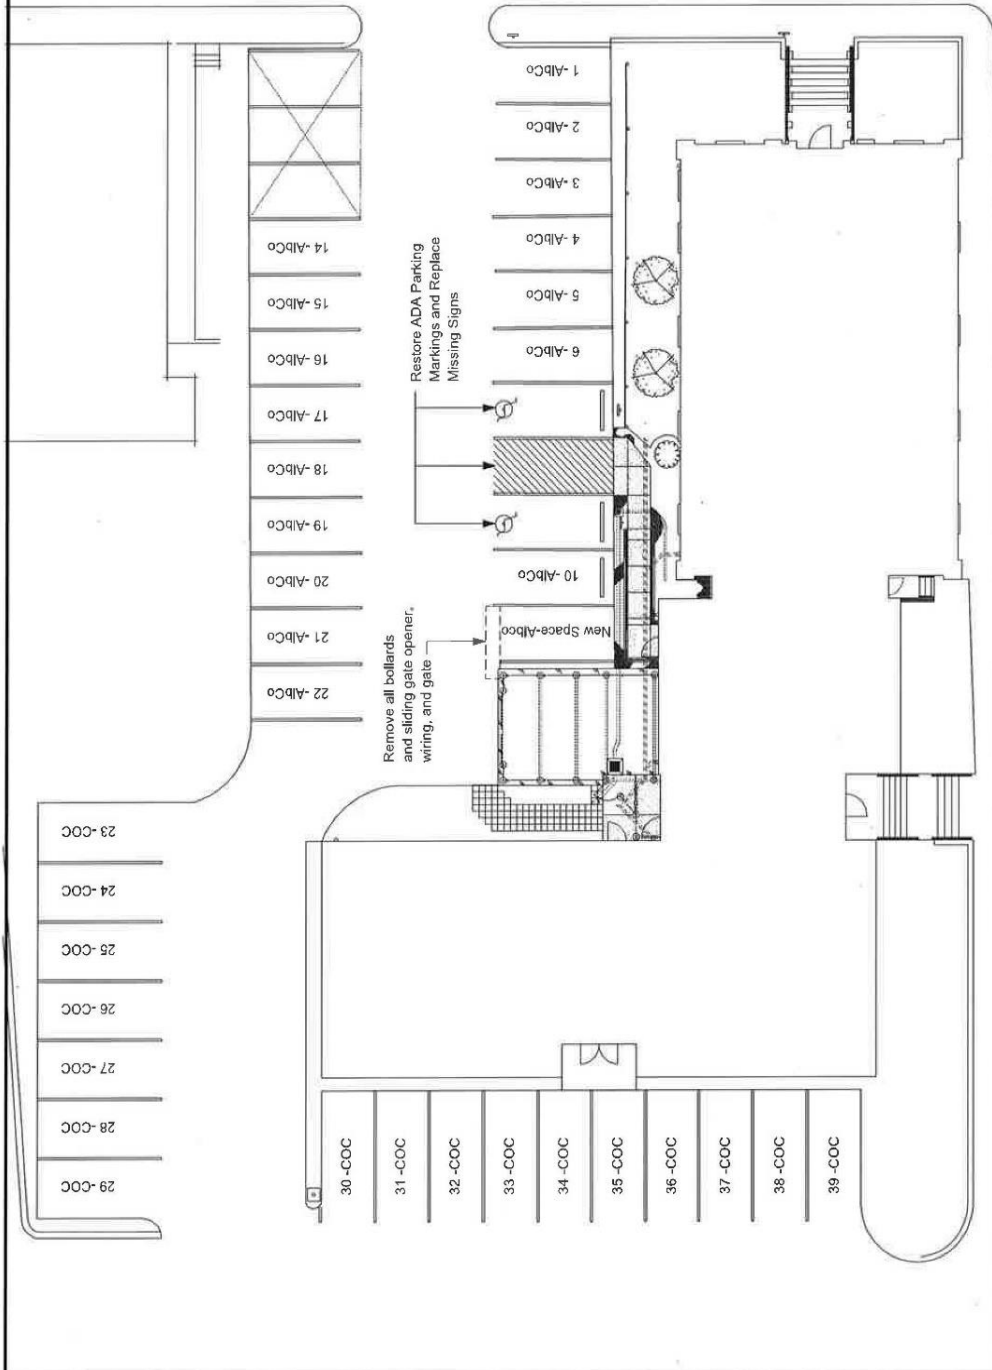 1 -AlbCo
2 -AlbCo
3 -AlbCo
4 -AlbCo
5 -AlbCo
6 -AlbCo
Restore ADA Parking
Markings and Replace
Missing Signs
10 -AlbCo
New Space-Albco
Remove all bollards
and sliding gate opener,
wiring, and gate
14 -AlbCo
15 -AlbCo
16 -AlbCo
17 -AlbCo
18 -AlbCo
19 -AlbCo
20 -AlbCo
21 -AlbCo
22 -AlbCo
23 -COC
24 -COC
25 -COC
26 -COC
27 -COC
28 -COC
29 -COC
30 -COC
31 -COC
32 -COC
33 -COC
34 -COC
35 -COC
36 -COC
37 -COC
38 -COC
39 -COC